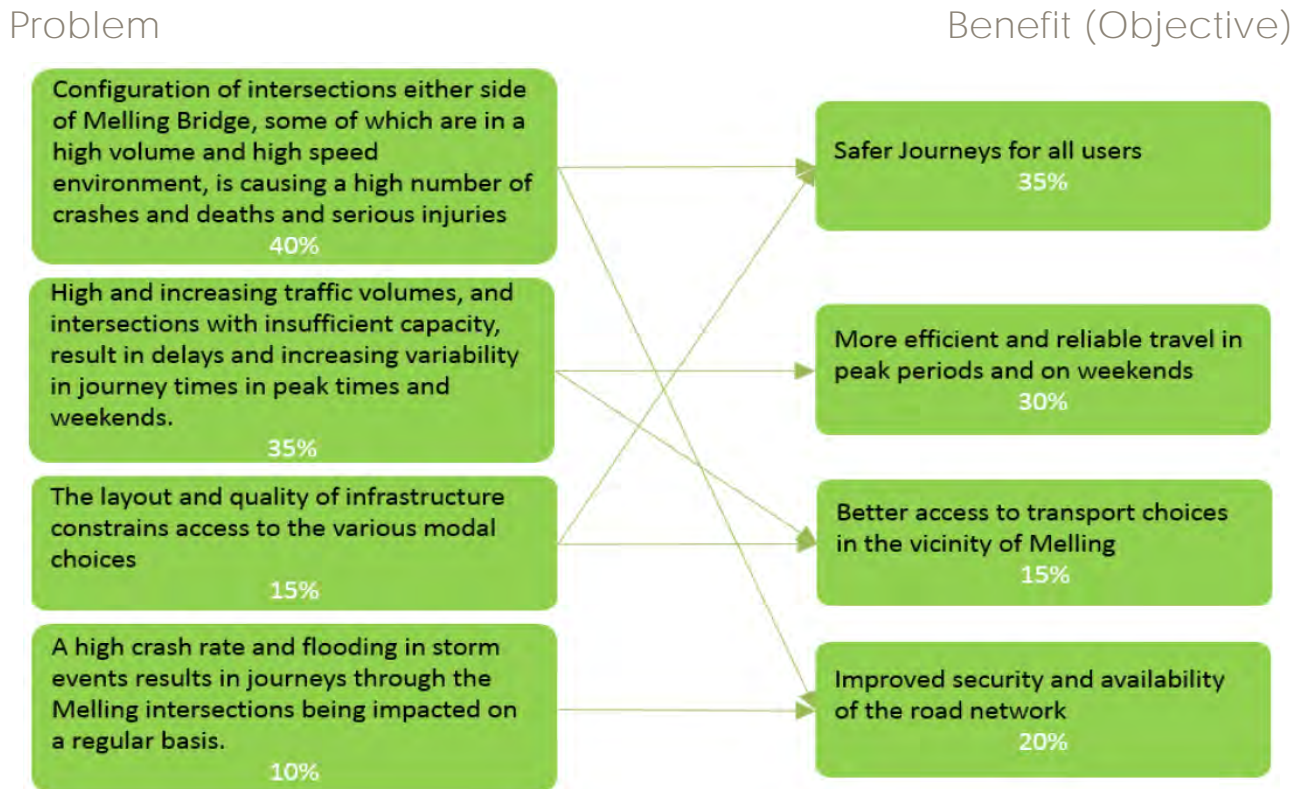 Problem
Benefit (Objective)
Configuration of intersections either side
of Melling Bridge, some of which are in a
high volume and high speed
environment, is causing a high number of
crashes and deaths and serious injuries
40%
High and increasing traffic volumes, and
intersections with insufficient capacity,
result in delays and increasing variability
in journey times in peak times and
weekends.
35%
The layout and quality of infrastructure
constrains access to the various modal
choices
15%
A high crash rate and flooding in storm
events results in journeys through the
Melling intersections being impacted on
a regular basis.
10%
Safer Journeys for all users
35%
More efficient and reliable travel in
peak periods and on weekends
30%
Better access to transport choices
in the vicinity of Melling
15%
Improved security and availability
of the road network
20%